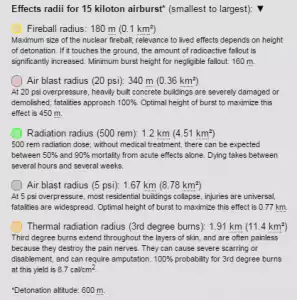 Effects radii for 15 kiloton airburst* (smallest to largest): ▼
Fireball radius: 180 m (0.1 km²)
Maximum size of the nuclear fireball; relevance to lived effects depends on height
of detonation. If it touches the ground, the amount of radioactive fallout is
significantly increased. Minimum burst height for negligible fallout: 160 m.
Air blast radius (20 psi): 340 m (0.36 km²)
At 20 psi overpressure, heavily built concrete buildings are severely damaged or
demolished; fatalities approach 100%. Optimal height of burst to maximize this
effect is 450 m.
Radiation radius (500 rem): 1.2 km (4.51 km²)
500 rem radiation dose; without medical treatment, there can be
expected between 50% and 90% mortality from acute effects alone. Dying takes between
several hours and several weeks.
Air blast radius (5 psi): 1.67 km (8.78 km²)
At 5 psi overpressure, most residential buildings collapse, injuries are universal,
fatalities are widespread. Optimal height of burst to maximize this effect is 0.77 km.
Thermal radiation radius (3rd degree burns): 1.91 km (11.4 km²)
Third degree burns extend throughout the layers of skin, and are often painless
because they destroy the pain nerves. They can cause severe scarring or
disablement, and can require amputation. 100% probability for 3rd degree burns
at this yield is 8.7 cal/cm².
*Detonation altitude: 600 m.